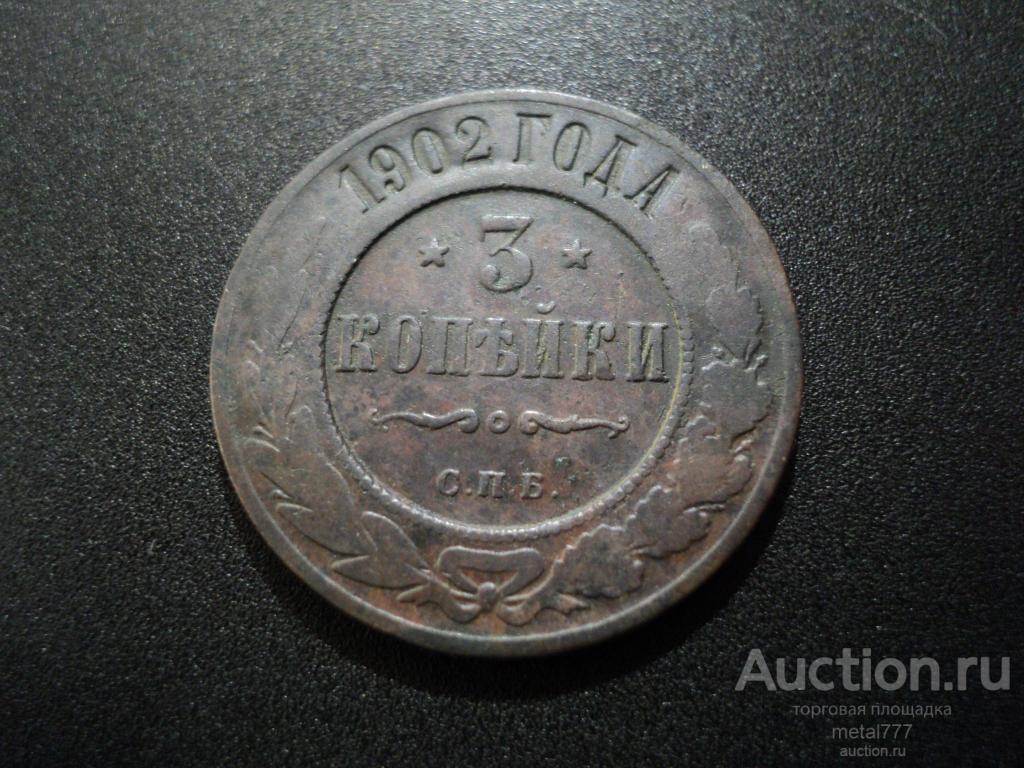 1902 ГОДА
* 3 *
КОПѢЙКИ
С.П.Б.
Auction.ru
торговая площадка
metal777
auction.ru